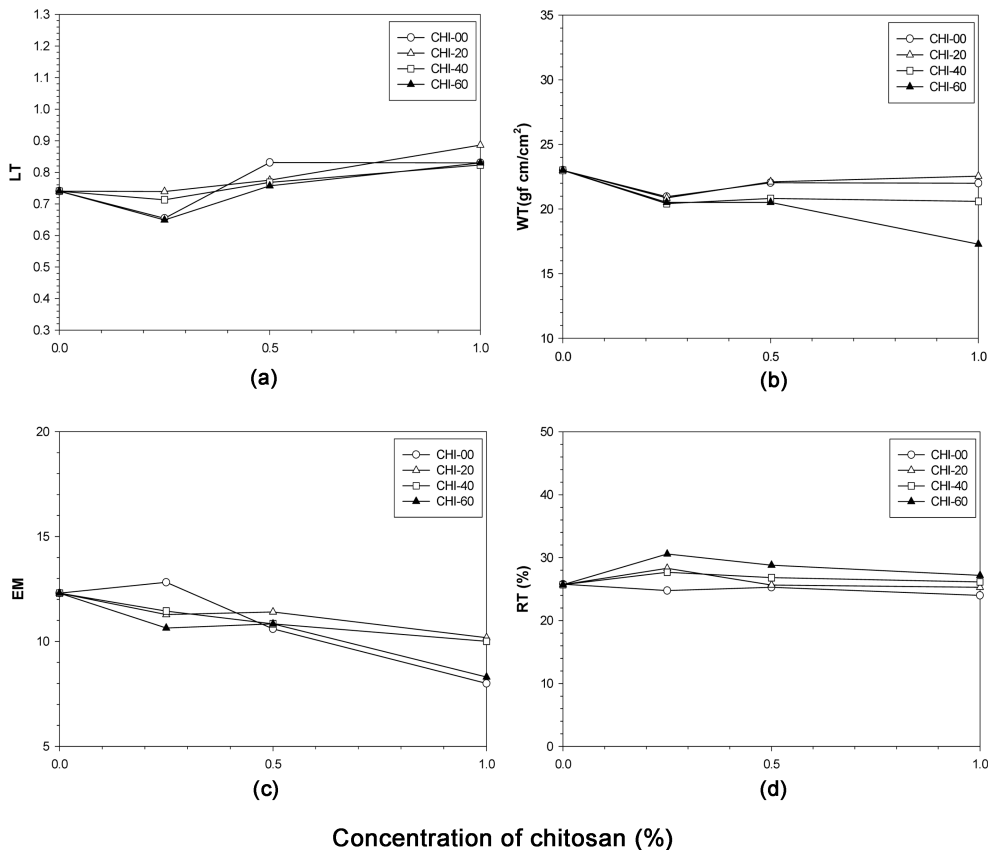 1.3
1.2
1.1
1.0
0.9
0.8
0.7
0.6
0.5
0.4
0.3
LT
0.0
0.5
1.0
CHI-00
CHI-20
CHI-40
CHI-60
(a)
35
30
25
20
15
10
WT(gf cm/cm²)
0.0
0.5
1.0
CHI-00
CHI-20
CHI-40
CHI-60
(b)
20
15
10
5
EM
0.0
0.5
1.0
CHI-00
CHI-20
CHI-40
CHI-60
(c)
50
40
30
20
10
0
RT (%)
0.0
0.5
1.0
CHI-00
CHI-20
CHI-40
CHI-60
(d)
Concentration of chitosan (%)